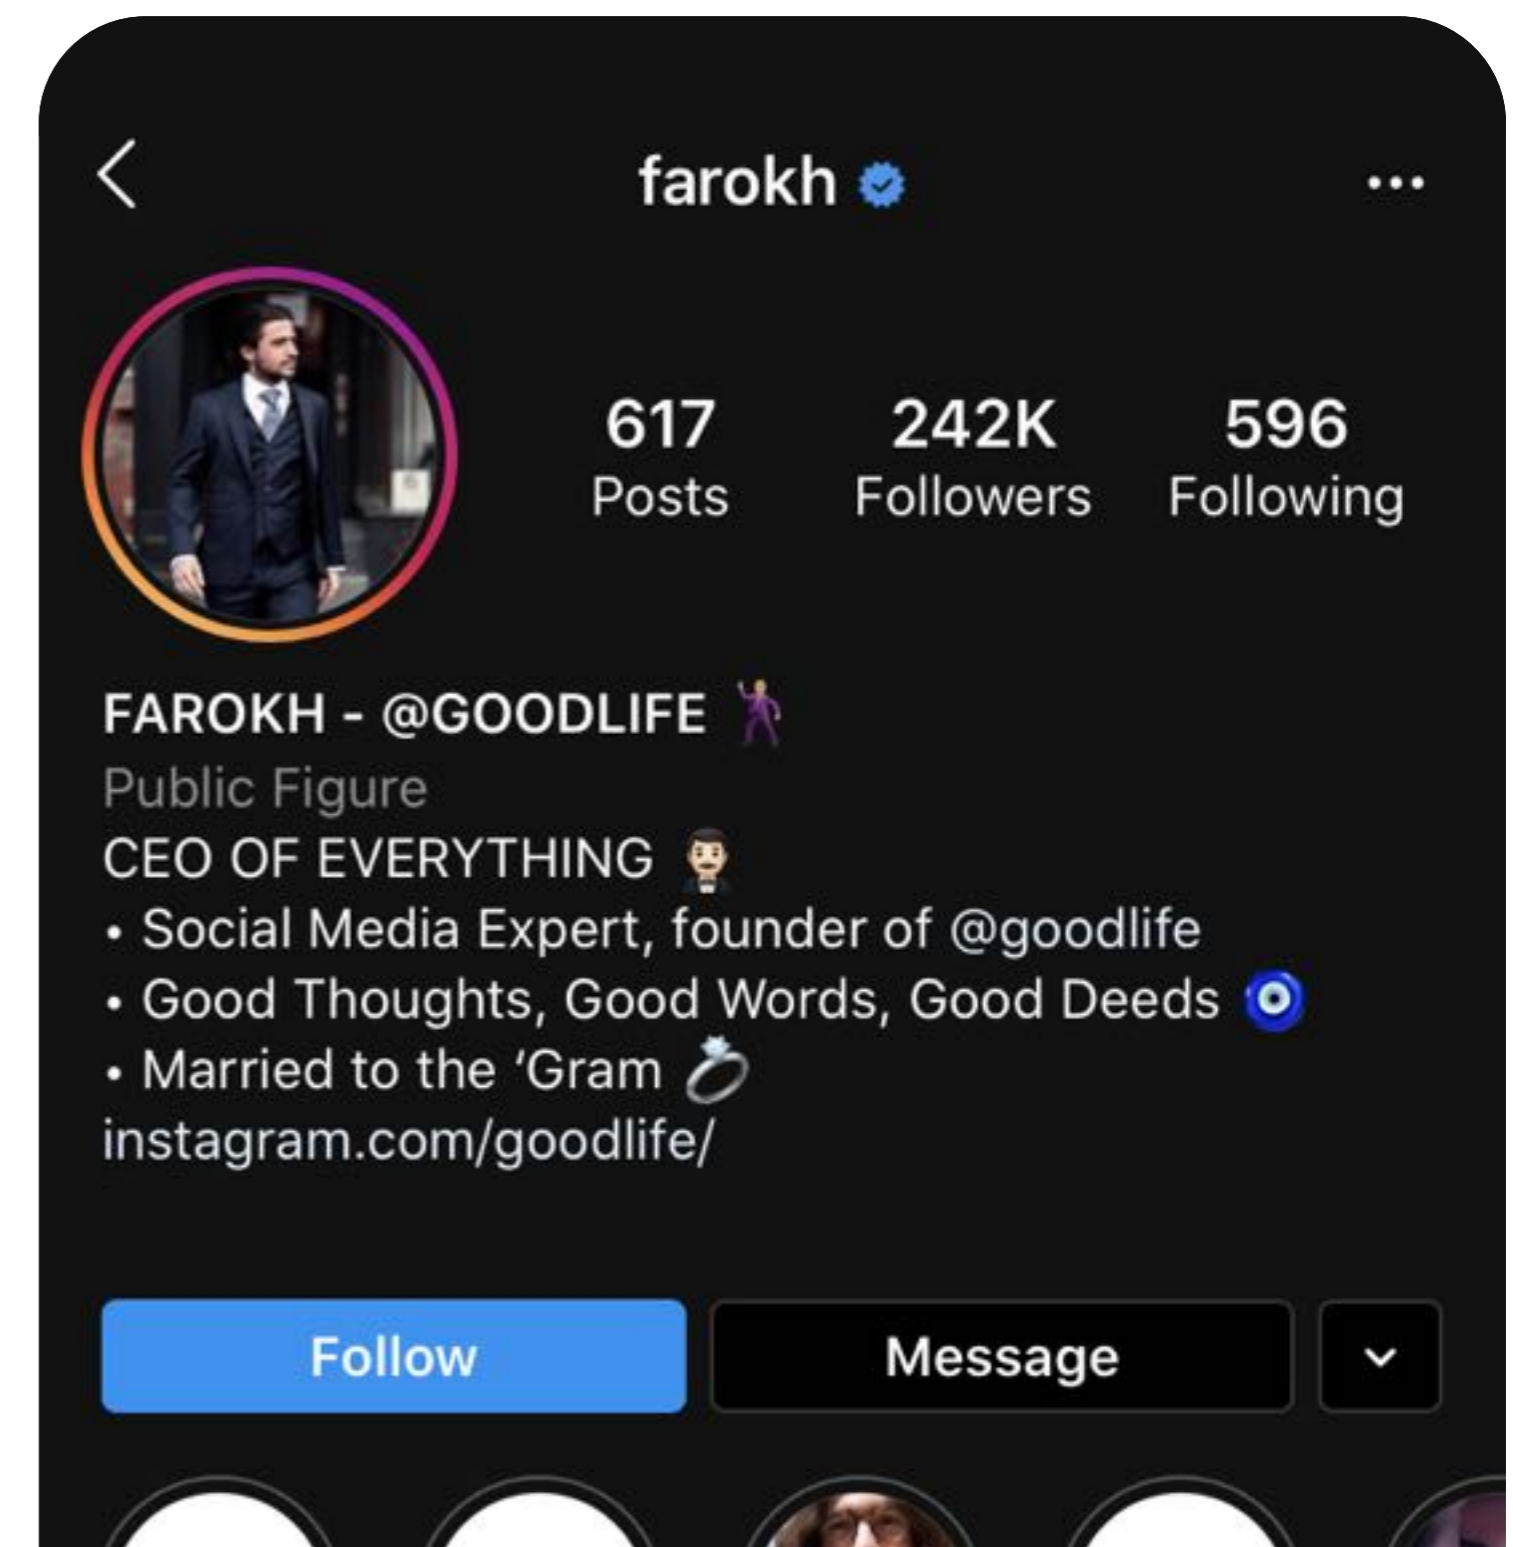 farokh
617 242K 596
Posts Followers Following
FAROKH - @GOODLIFE 🕺
Public Figure
CEO OF EVERYTHING 🤵🏻‍♂️
• Social Media Expert, founder of @goodlife
• Good Thoughts, Good Words, Good Deeds 🧿
• Married to the ‘Gram 💍
instagram.com/goodlife/
Follow Message